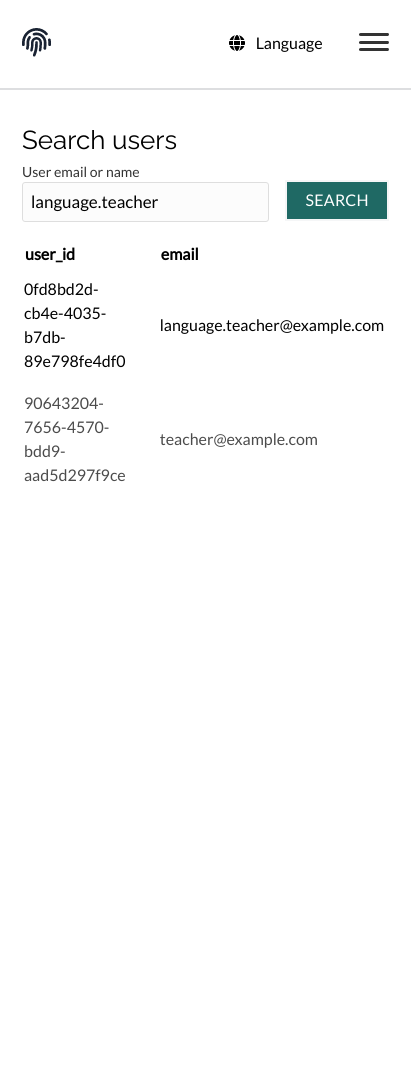 Language
Search users
User email or name
language.teacher
SEARCH
user_id
email
0fd8bd2d-
cb4e-4035-
b7db-
89e798fe4df0
language.teacher@example.com
90643204-
7656-4570-
bdd9-
aad5d297f9ce
teacher@example.com